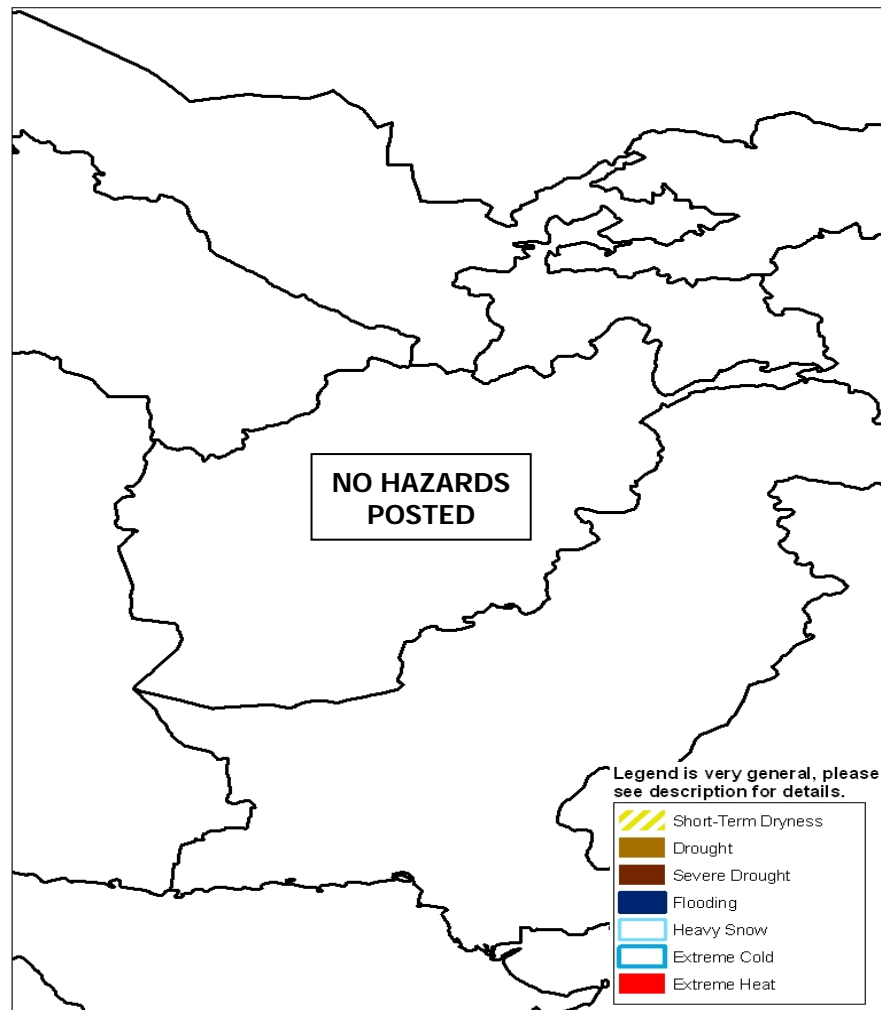 NO HAZARDS
POSTED
Legend is very general, please
see description for details.
Short-Term Dryness
Drought
Severe Drought
Flooding
Heavy Snow
Extreme Cold
Extreme Heat